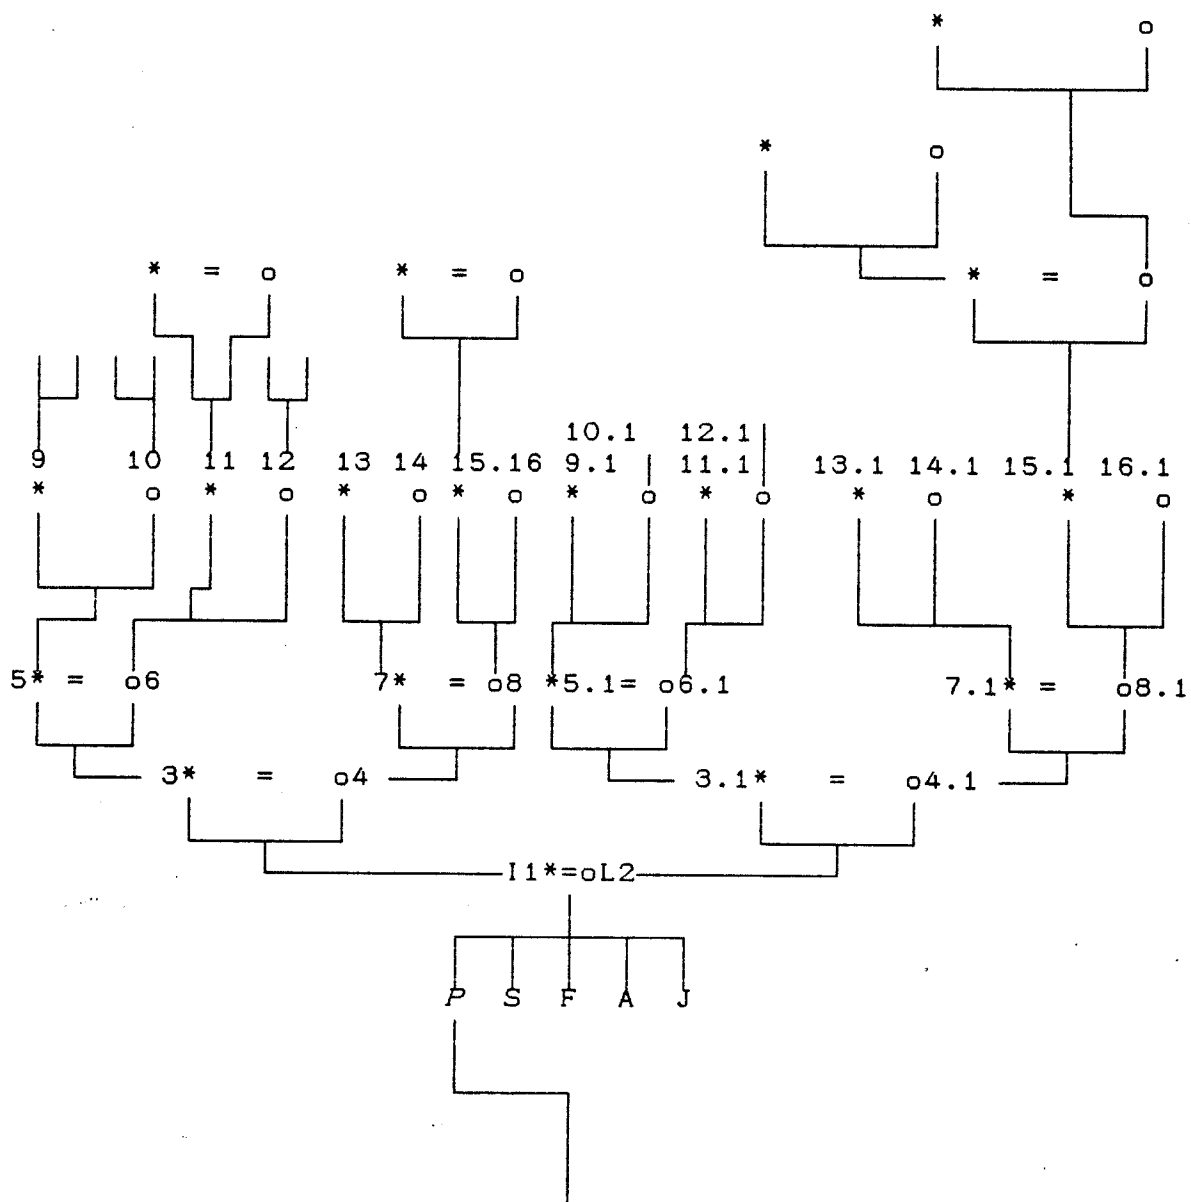 * o
* o
* = o * = o * = o
10.1 12.1
9 10 11 12 13 14 15.16 9.1 11.1 13.1 14.1 15.1 16.1
* o * o * o * o * o * o * o * o
5* = o6 7* = o8 *5.1= o6.1 7.1* = o8.1
3* = o4 3.1* = o4.1
I1*=oL2
P S F A J